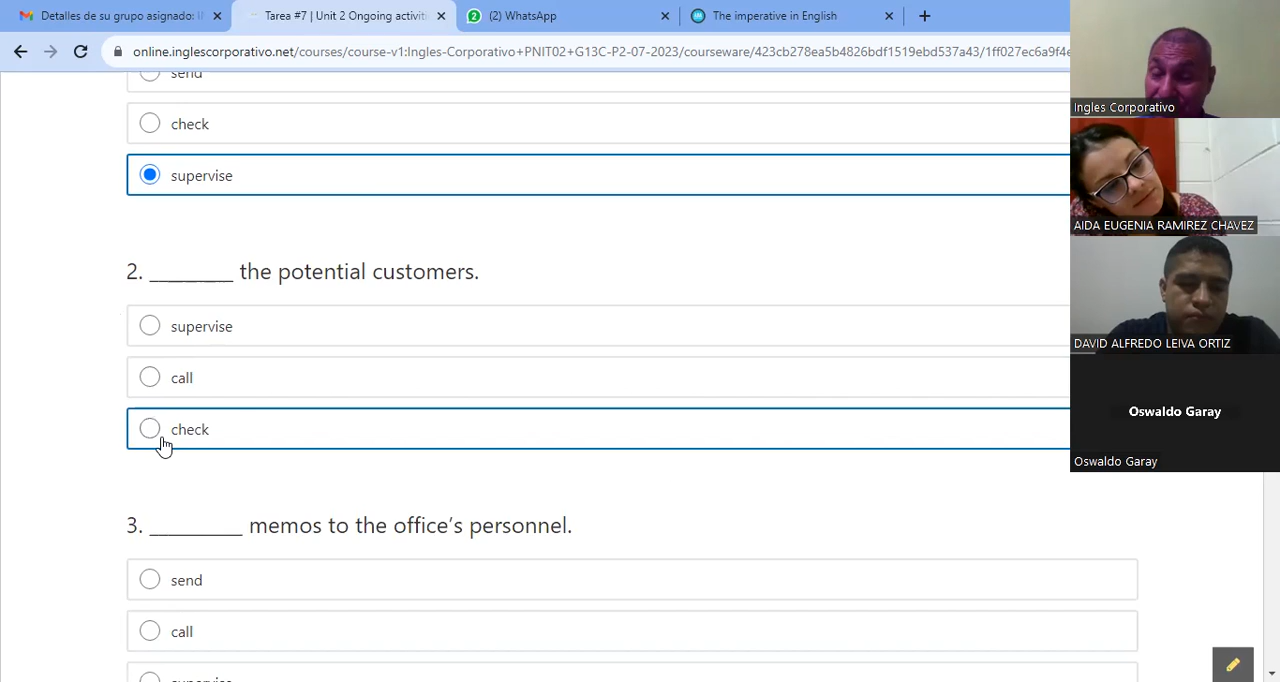 Detalles de su grupo asignado: I
Tarea #7 | Unit 2 Ongoing activiti
(2) WhatsApp
The imperative in English
online.inglescorporativo.net/courses/course-v1:Ingles-Corporativo+PNIT02+G13C-P2-07-2023/courseware/423cb278ea5b4826bdf1519ebd537a43/1ff027ec6a9f4e
send
check
supervise
2. ________ the potential customers.
supervise
call
check
3. _________ memos to the office's personnel.
send
call
supervise
Ingles Corporativo
AIDA EUGENIA RAMIREZ CHAVEZ
DAVID ALFREDO LEIVA ORTIZ
Oswaldo Garay
Oswaldo Garay